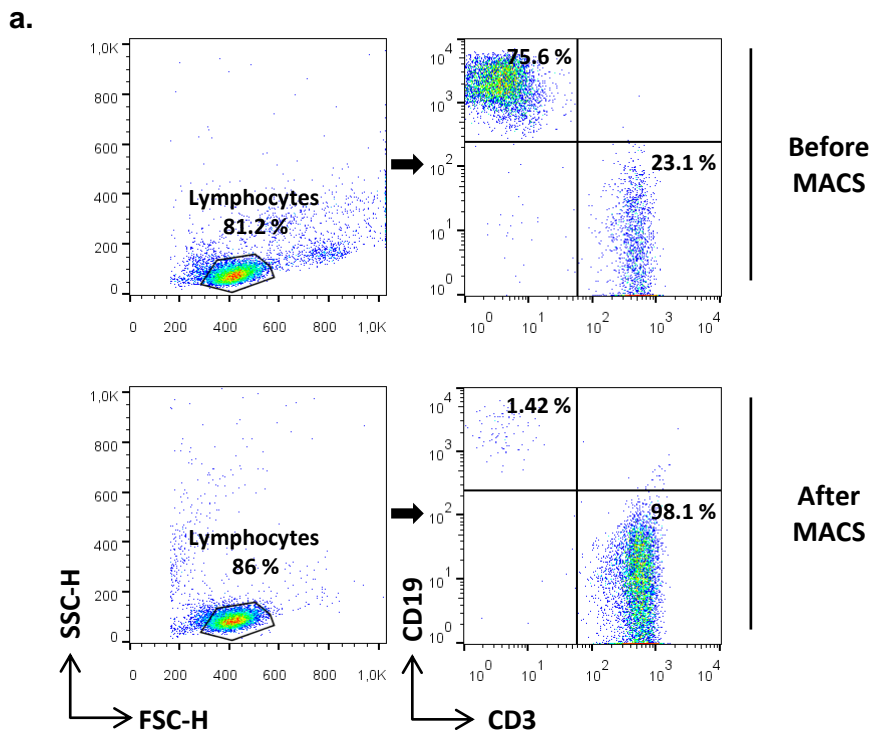 a.
1,0K
800
600
400
200
0
Lymphocytes
81.2 %
0 200 400 600 800 1,0K
10^4
10^3
10^2
10^1
10^0
75.6 %
23.1 %
10^0 10^1 10^2 10^3 10^4
Before
MACS
1,0K
800
600
400
200
0
Lymphocytes
86 %
0 200 400 600 800 1,0K
SSC-H
FSC-H
10^4
10^3
10^2
10^1
10^0
1.42 %
98.1 %
10^0 10^1 10^2 10^3 10^4
CD19
CD3
After
MACS